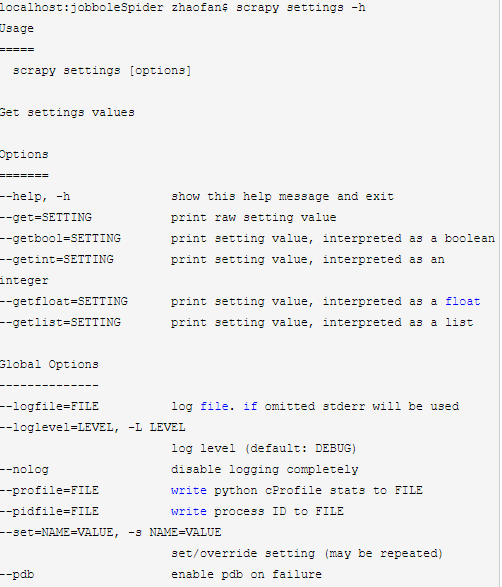 localhost:jobboleSpider zhaofan$ scrapy settings -h
Usage
=====
scrapy settings [options]
Get settings values
Options
=======
--help, -h show this help message and exit
--get=SETTING print raw setting value
--getbool=SETTING print setting value, interpreted as a boolean
--getint=SETTING print setting value, interpreted as an
integer
--getfloat=SETTING print setting value, interpreted as a float
--getlist=SETTING print setting value, interpreted as a list
Global Options
--------------
--logfile=FILE log file. if omitted stderr will be used
--loglevel=LEVEL, -L LEVEL
log level (default: DEBUG)
--nolog disable logging completely
--profile=FILE write python cProfile stats to FILE
--pidfile=FILE write process ID to FILE
--set=NAME=VALUE, -s NAME=VALUE
set/override setting (may be repeated)
--pdb enable pdb on failure